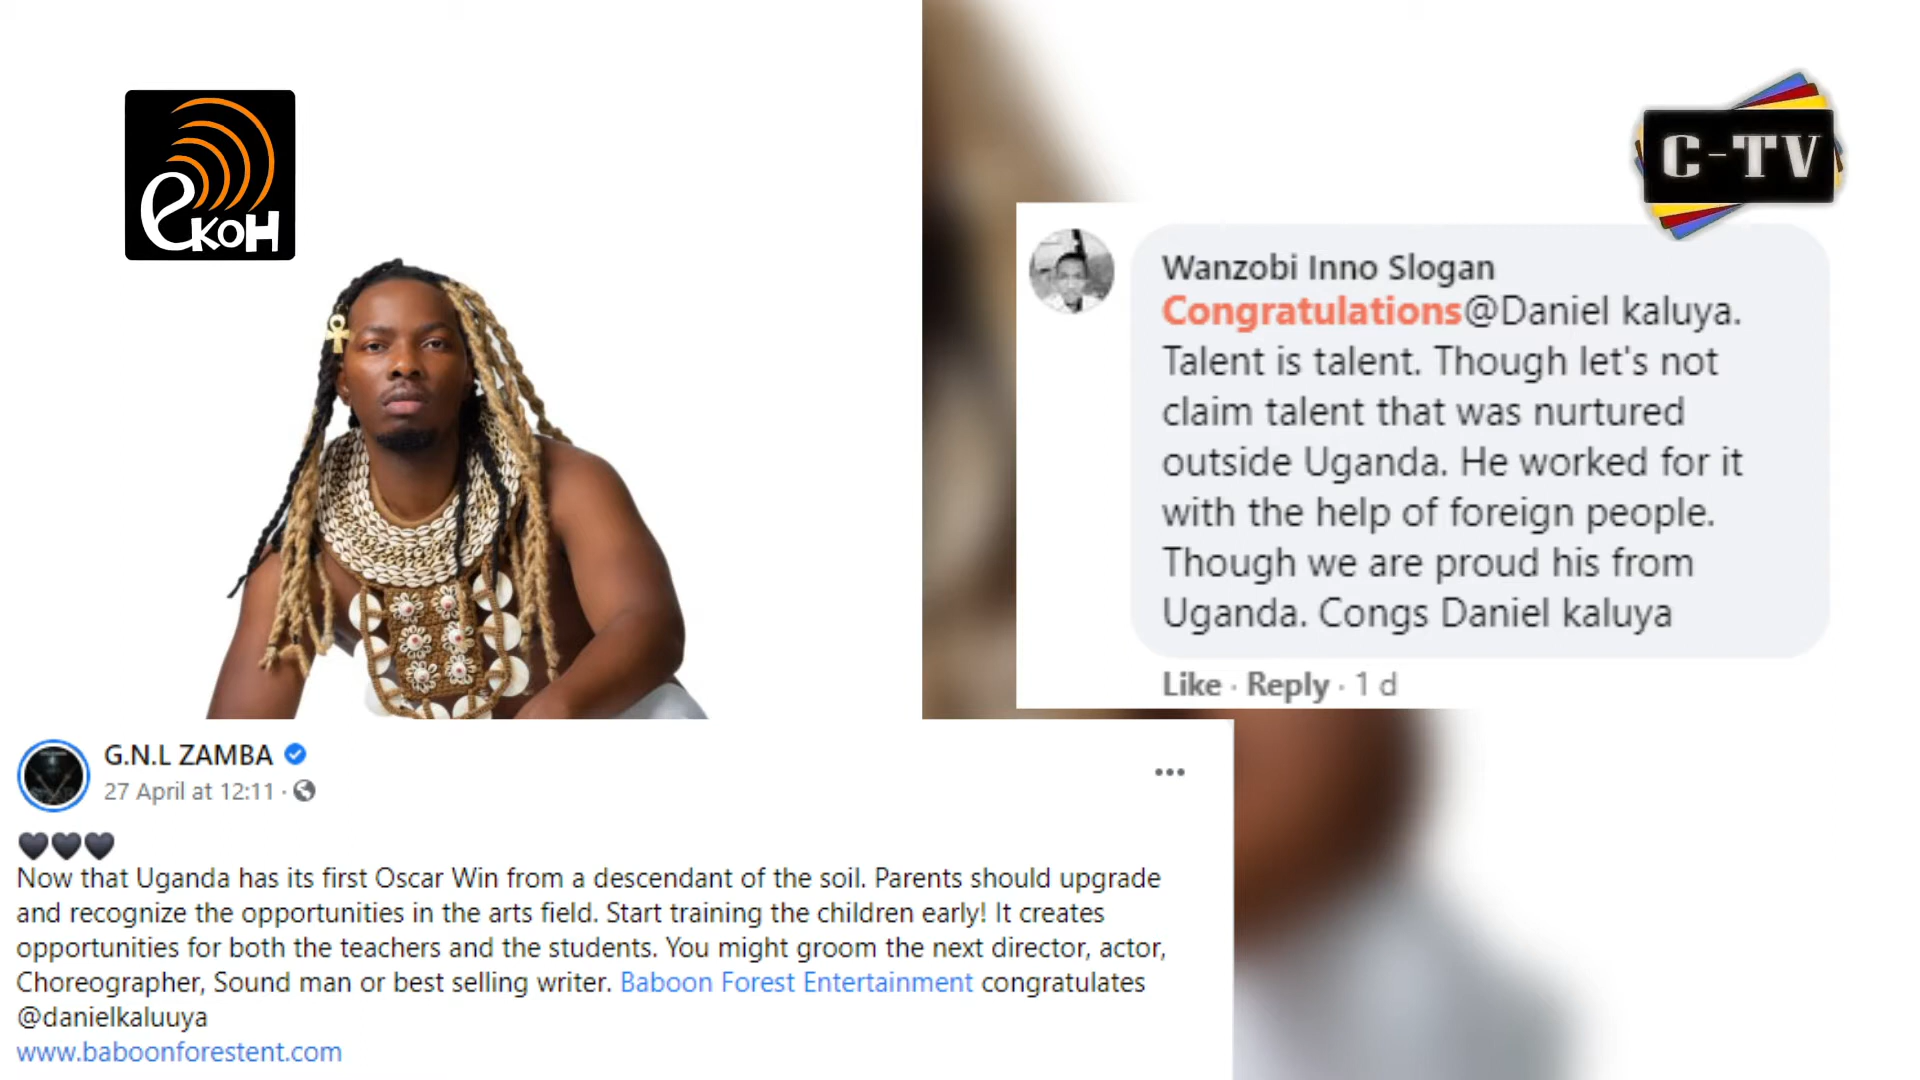 eKOH
C-TV
Wanzobi Inno Slogan
Congratulations@Daniel kaluya.
Talent is talent. Though let's not
claim talent that was nurtured
outside Uganda. He worked for it
with the help of foreign people.
Though we are proud his from
Uganda. Congs Daniel kaluya
Like · Reply · 1 d
G.N.L ZAMBA
27 April at 12:11 ·
🖤🖤🖤
Now that Uganda has its first Oscar Win from a descendant of the soil. Parents should upgrade
and recognize the opportunities in the arts field. Start training the children early! It creates
opportunities for both the teachers and the students. You might groom the next director, actor,
Choreographer, Sound man or best selling writer. Baboon Forest Entertainment congratulates
@danielkaluuya
www.baboonforestent.com